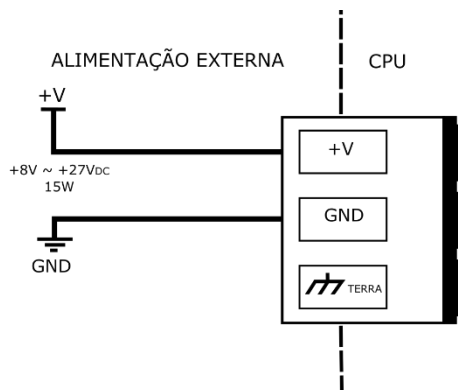 ALIMENTAÇÃO EXTERNA
CPU
+V
+8V ~ +27VDC
15W
GND
+V
GND
TERRA